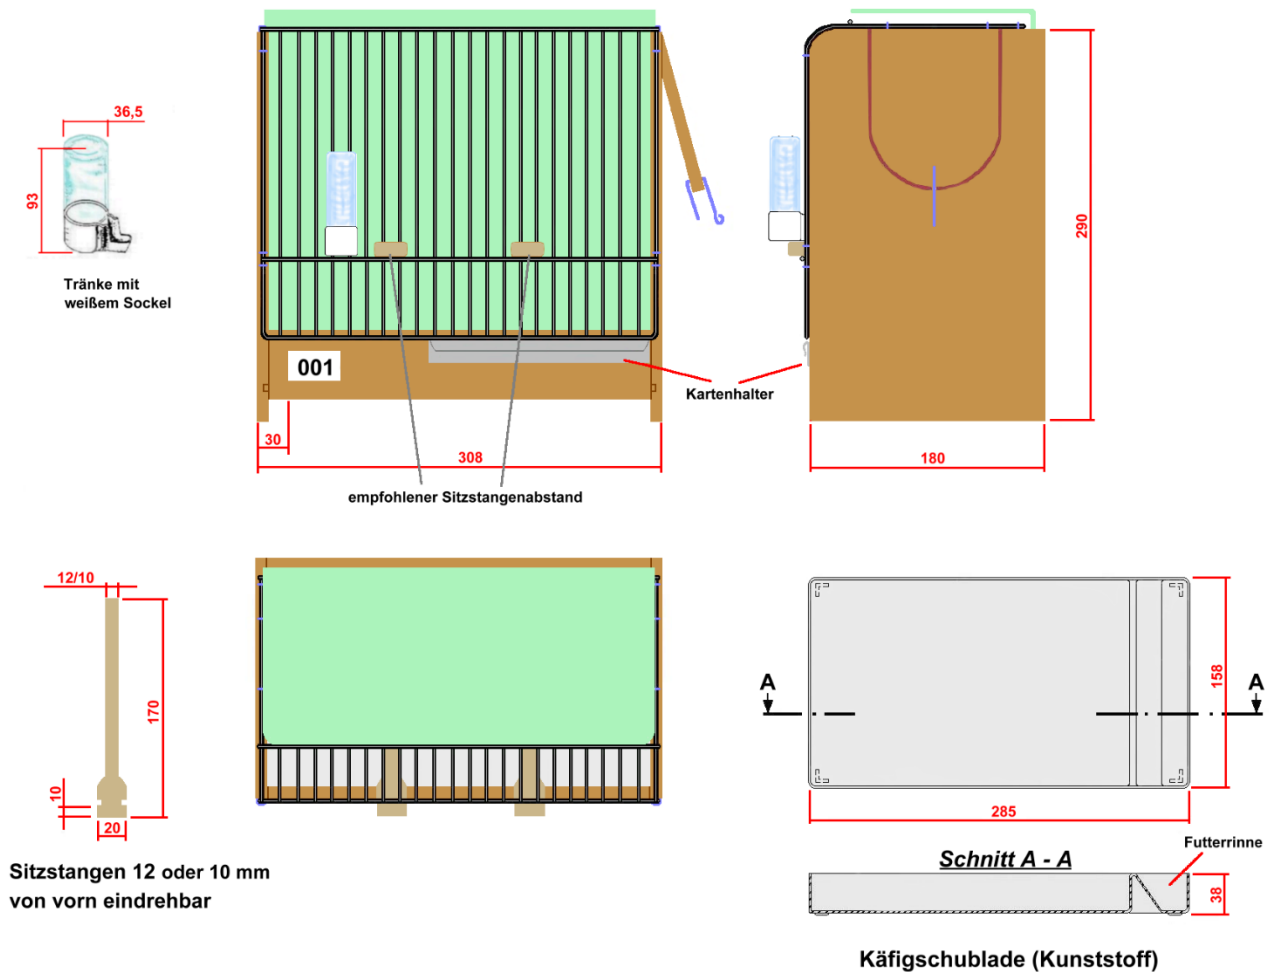 36,5
93
Tränke mit
weißem Sockel
001
30
308
empfohlener Sitzstangenabstand
Kartenhalter
290
180
12/10
170
10
20
Sitzstangen 12 oder 10 mm
von vorn eindrehbar
A
A
158
285
Schnitt A - A
Futterrinne
38
Käfigschublade (Kunststoff)